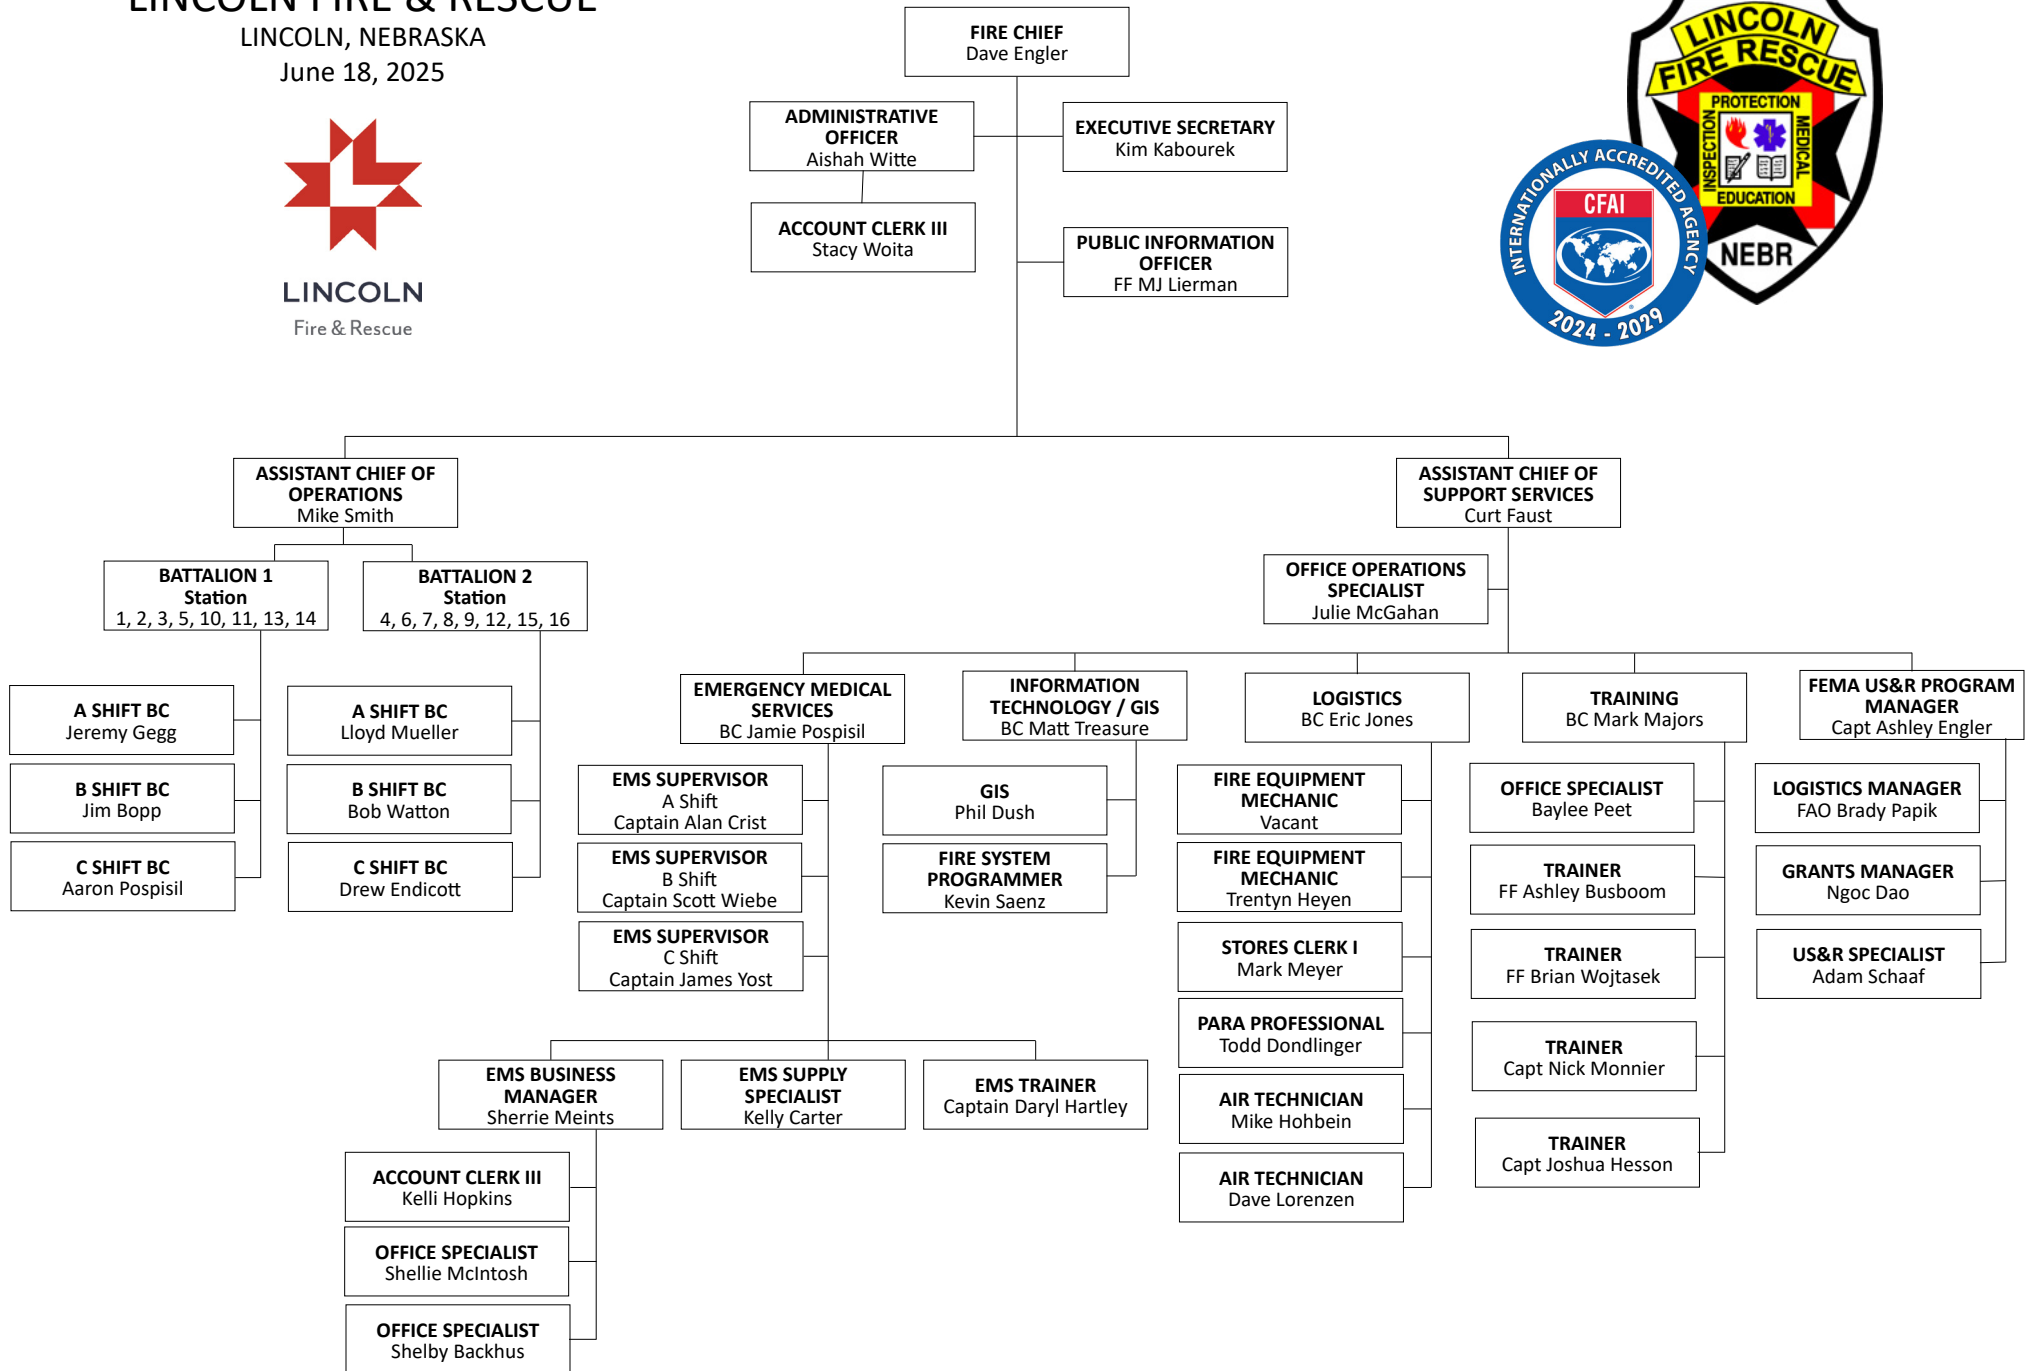 LINCOLN FIRE & RESCUE
LINCOLN, NEBRASKA
June 18, 2025
LINCOLN
Fire & Rescue
FIRE CHIEF
Dave Engler
ADMINISTRATIVE
OFFICER
Aishah Witte
EXECUTIVE SECRETARY
Kim Kabourek
ACCOUNT CLERK III
Stacy Woita
PUBLIC INFORMATION
OFFICER
FF MJ Lierman
LINCOLN
FIRE RESCUE
PROTECTION
INSPECTION
MEDICAL
EDUCATION
NEBR
INTERNATIONALLY ACCREDITED AGENCY
CFAI
2024 - 2029
ASSISTANT CHIEF OF
OPERATIONS
Mike Smith
ASSISTANT CHIEF OF
SUPPORT SERVICES
Curt Faust
BATTALION 1
Station
1, 2, 3, 5, 10, 11, 13, 14
BATTALION 2
Station
4, 6, 7, 8, 9, 12, 15, 16
OFFICE OPERATIONS
SPECIALIST
Julie McGahan
A SHIFT BC
Jeremy Gegg
B SHIFT BC
Jim Bopp
C SHIFT BC
Aaron Pospisil
A SHIFT BC
Lloyd Mueller
B SHIFT BC
Bob Watton
C SHIFT BC
Drew Endicott
EMERGENCY MEDICAL
SERVICES
BC Jamie Pospisil
EMS SUPERVISOR
A Shift
Captain Alan Crist
EMS SUPERVISOR
B Shift
Captain Scott Wiebe
EMS SUPERVISOR
C Shift
Captain James Yost
EMS BUSINESS
MANAGER
Sherrie Meints
EMS SUPPLY
SPECIALIST
Kelly Carter
EMS TRAINER
Captain Daryl Hartley
ACCOUNT CLERK III
Kelli Hopkins
OFFICE SPECIALIST
Shellie McIntosh
OFFICE SPECIALIST
Shelby Backhus
INFORMATION
TECHNOLOGY / GIS
BC Matt Treasure
GIS
Phil Dush
FIRE SYSTEM
PROGRAMMER
Kevin Saenz
LOGISTICS
BC Eric Jones
FIRE EQUIPMENT
MECHANIC
Vacant
FIRE EQUIPMENT
MECHANIC
Trentyn Heyen
STORES CLERK I
Mark Meyer
PARA PROFESSIONAL
Todd Dondlinger
AIR TECHNICIAN
Mike Hohbein
AIR TECHNICIAN
Dave Lorenzen
TRAINING
BC Mark Majors
OFFICE SPECIALIST
Baylee Peet
TRAINER
FF Ashley Busboom
TRAINER
FF Brian Wojtasek
TRAINER
Capt Nick Monnier
TRAINER
Capt Joshua Hesson
FEMA US&R PROGRAM
MANAGER
Capt Ashley Engler
LOGISTICS MANAGER
FAO Brady Papik
GRANTS MANAGER
Ngoc Dao
US&R SPECIALIST
Adam Schaaf